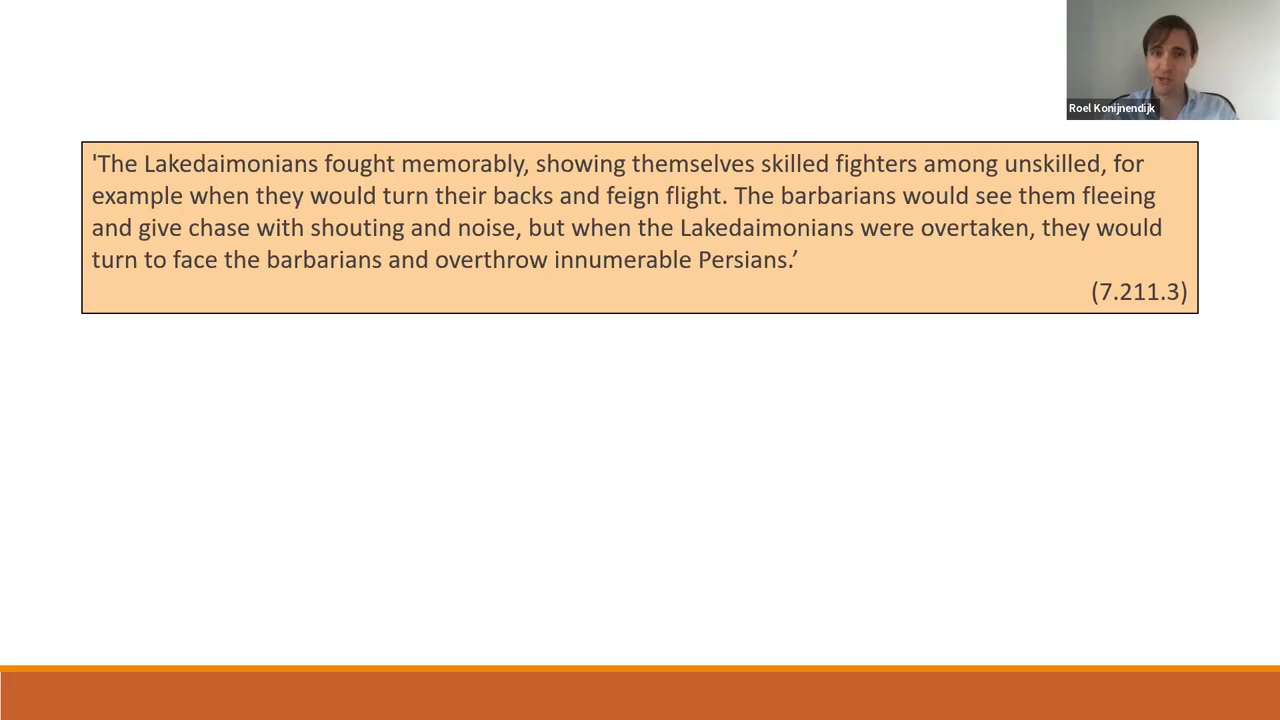 Roel Konijnendijk
'The Lakedaimonians fought memorably, showing themselves skilled fighters among unskilled, for
example when they would turn their backs and feign flight. The barbarians would see them fleeing
and give chase with shouting and noise, but when the Lakedaimonians were overtaken, they would
turn to face the barbarians and overthrow innumerable Persians.’
(7.211.3)